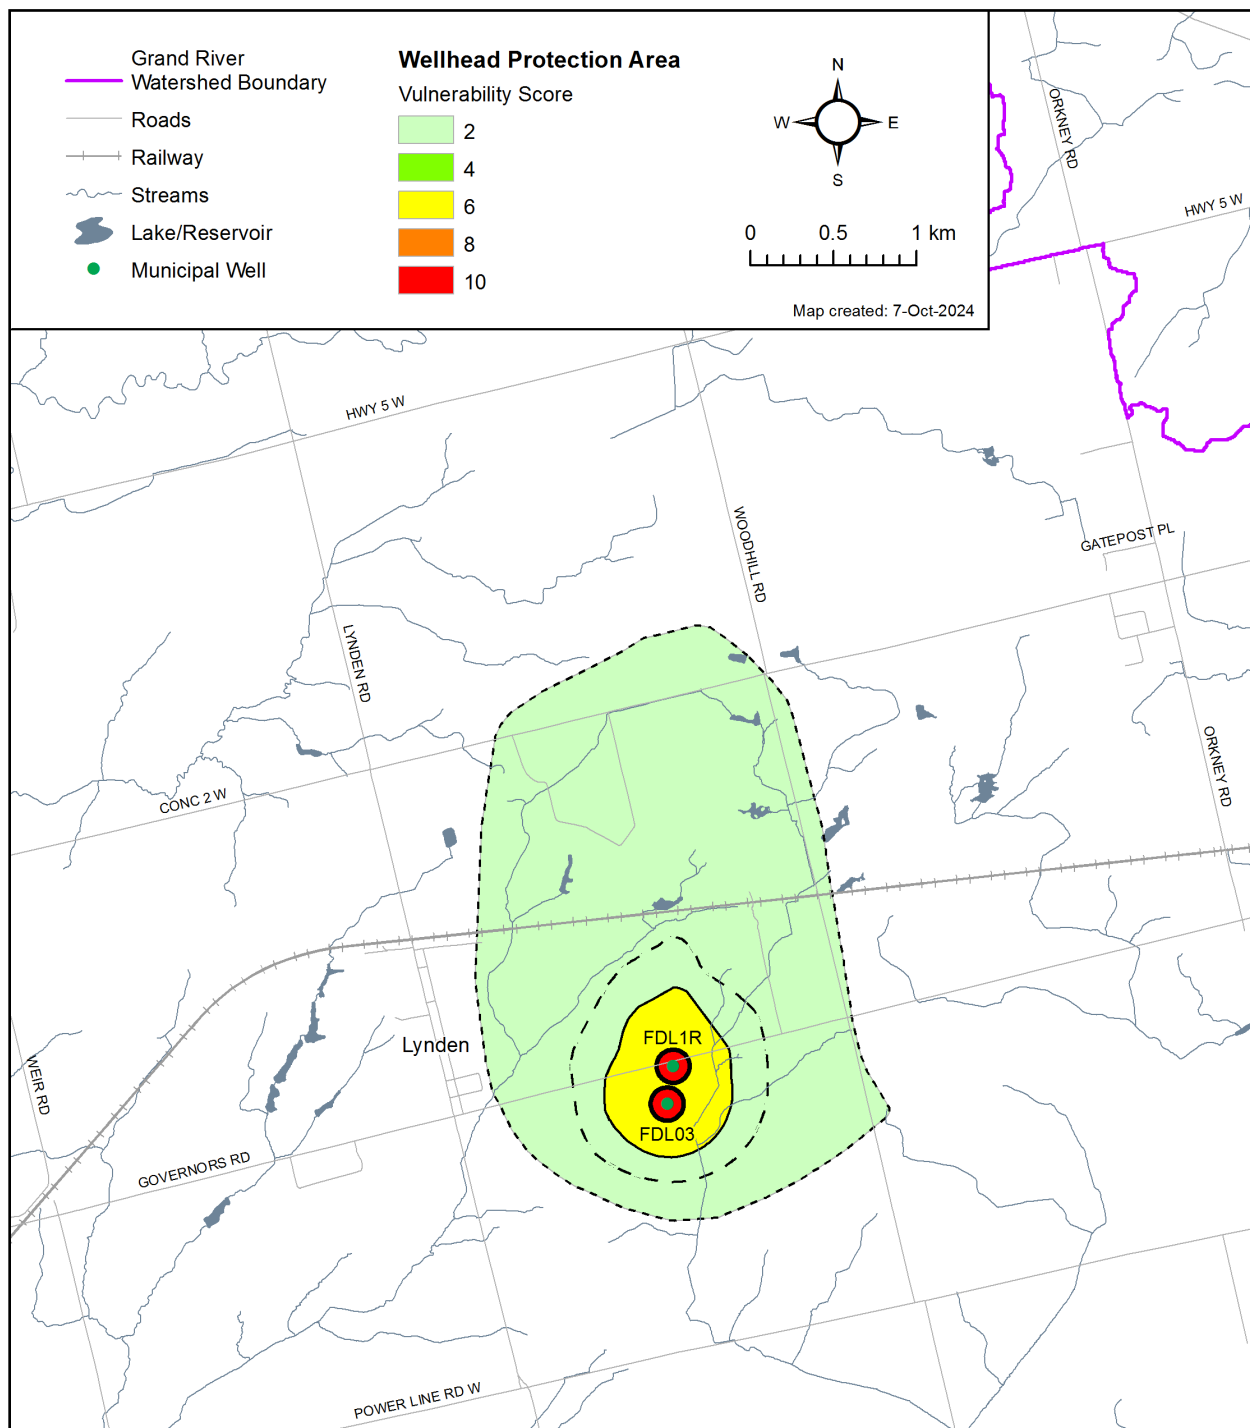 Grand River
Watershed Boundary
Roads
Railway
Streams
Lake/Reservoir
Municipal Well
Wellhead Protection Area
Vulnerability Score
2
4
6
8
10
N
W
E
S
0
0.5
1 km
Map created: 7-Oct-2024
ORKNEY RD
HWY 5 W
HWY 5 W
WOODHILL RD
GATEPOST PL
LYNDEN RD
ORKNEY RD
CONC 2 W
FDL1R
Lynden
WEIR RD
FDL03
GOVERNORS RD
POWER LINE RD W